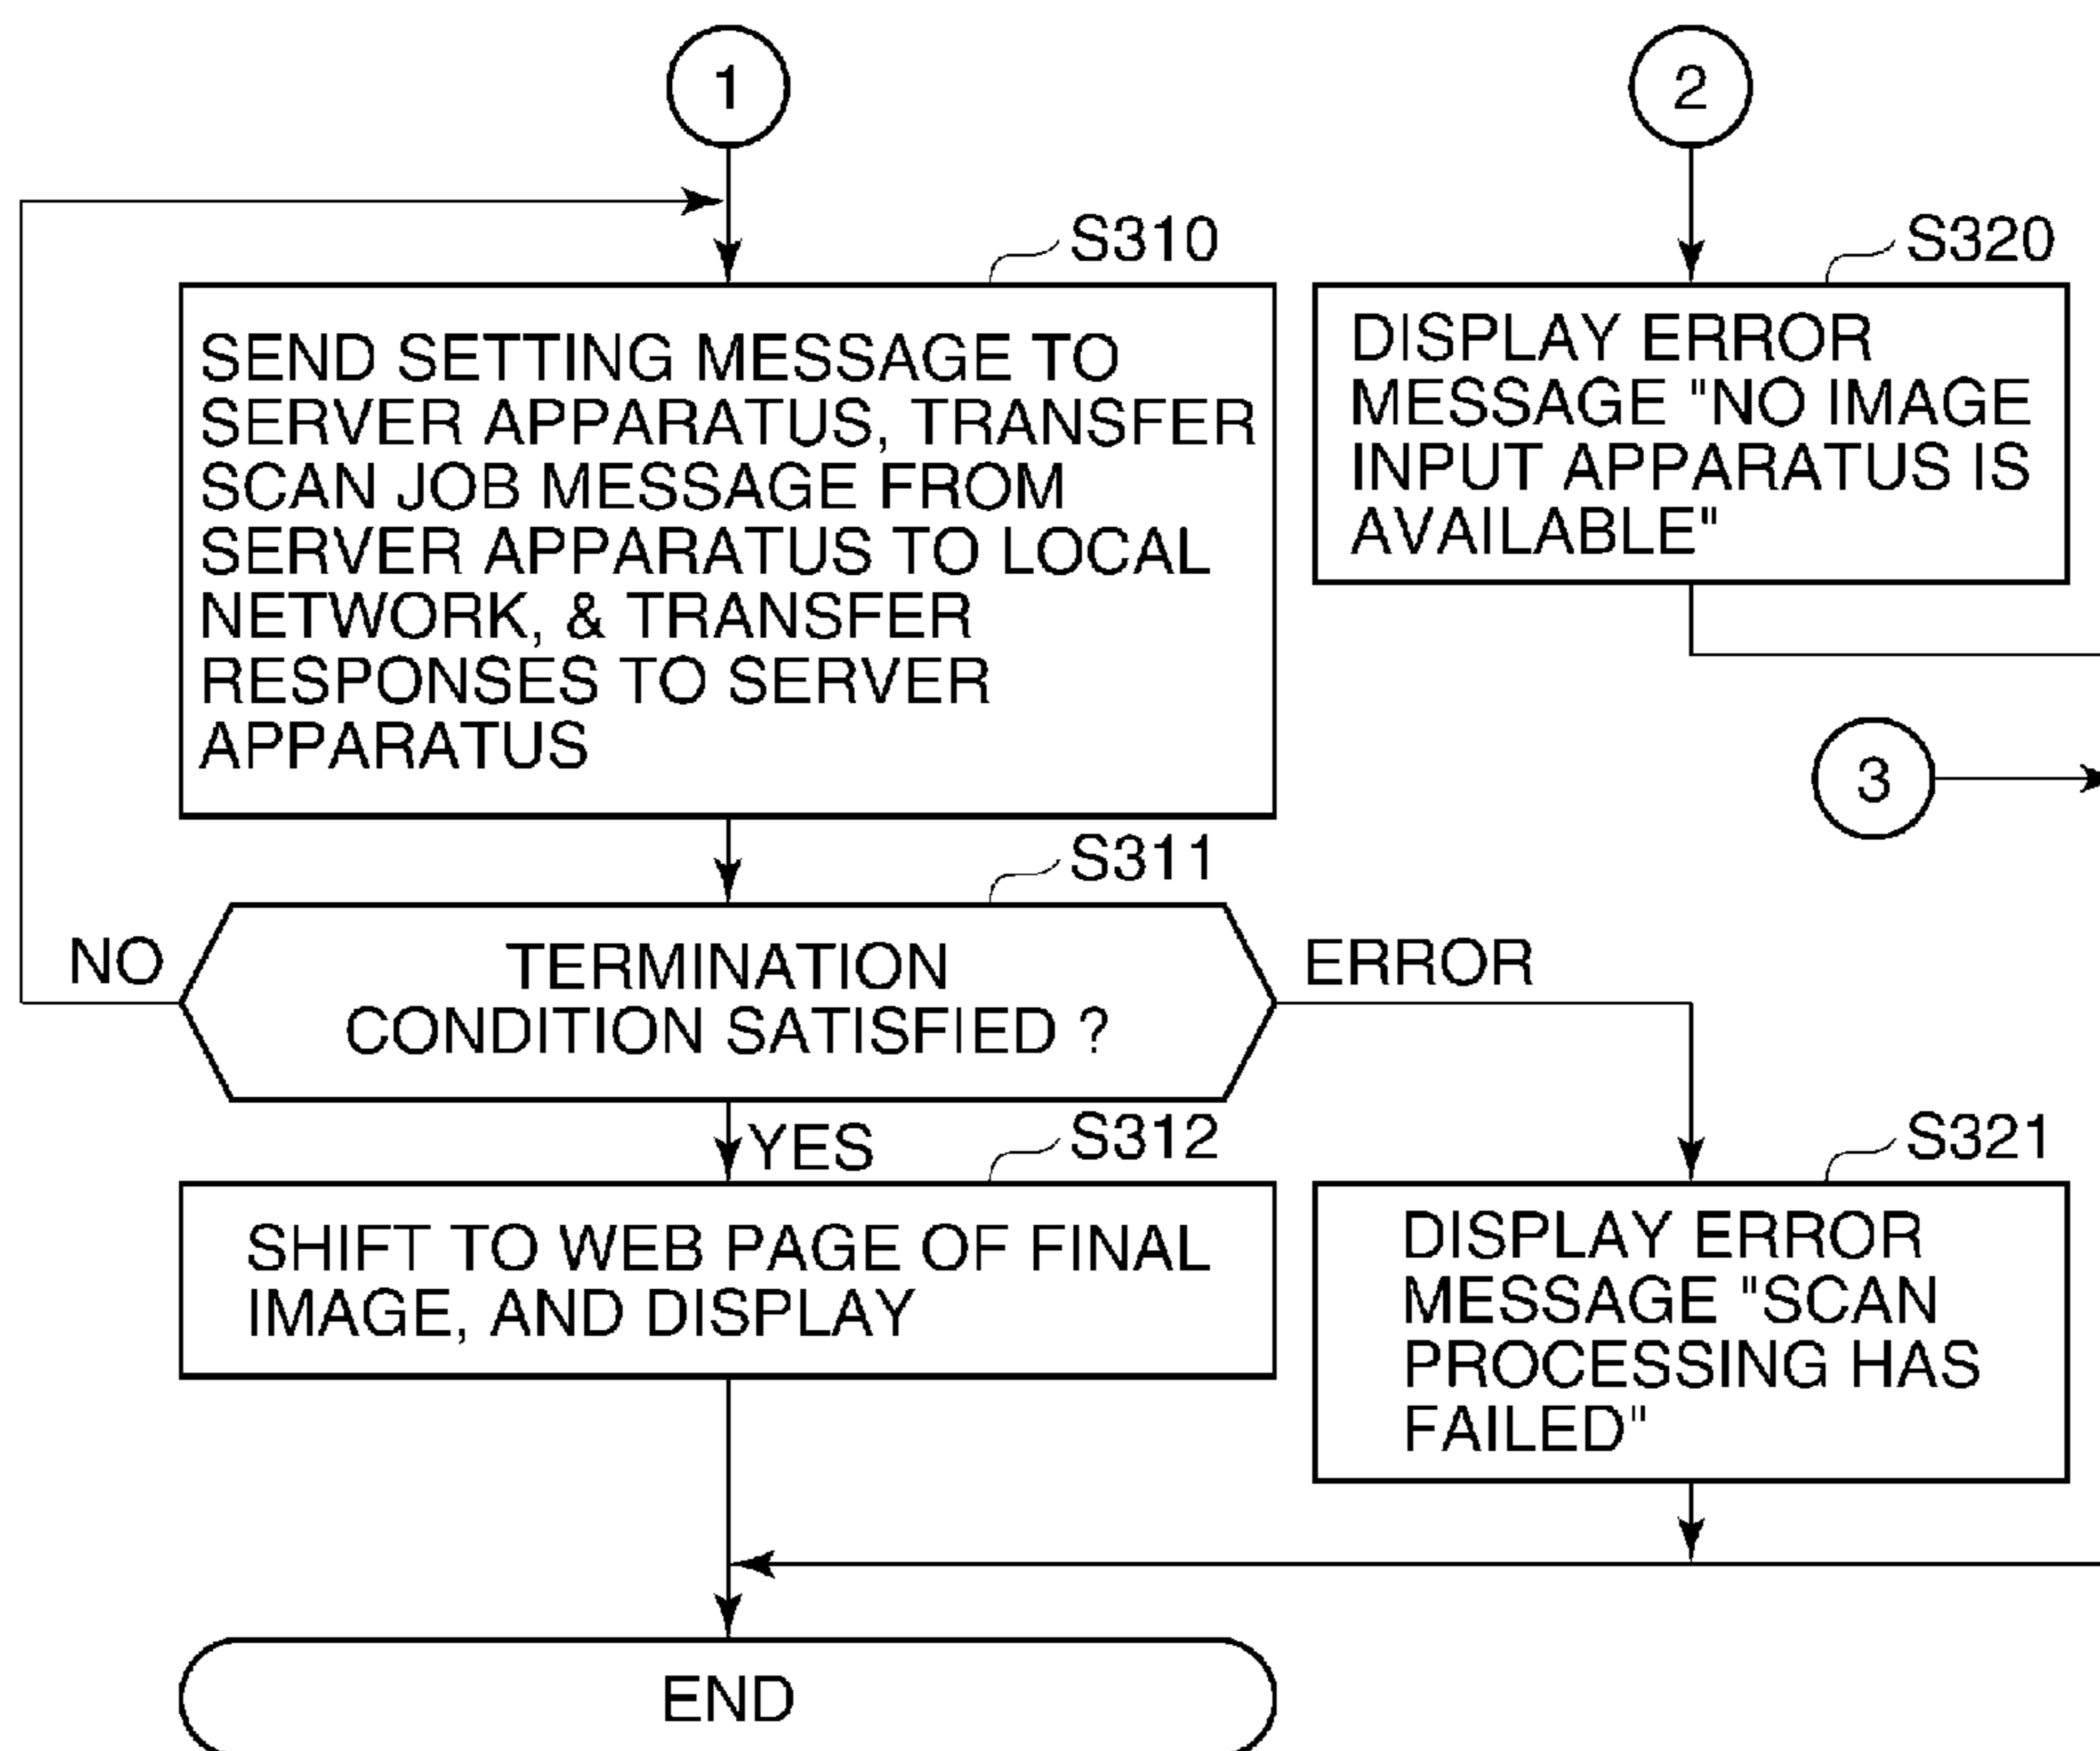 1
S310
SEND SETTING MESSAGE TO
SERVER APPARATUS, TRANSFER
SCAN JOB MESSAGE FROM
SERVER APPARATUS TO LOCAL
NETWORK, & TRANSFER
RESPONSES TO SERVER
APPARATUS
S311
NO
TERMINATION
CONDITION SATISFIED ?
ERROR
YES
S312
SHIFT TO WEB PAGE OF FINAL
IMAGE, AND DISPLAY
END
2
S320
DISPLAY ERROR
MESSAGE "NO IMAGE
INPUT APPARATUS IS
AVAILABLE"
3
S321
DISPLAY ERROR
MESSAGE "SCAN
PROCESSING HAS
FAILED"